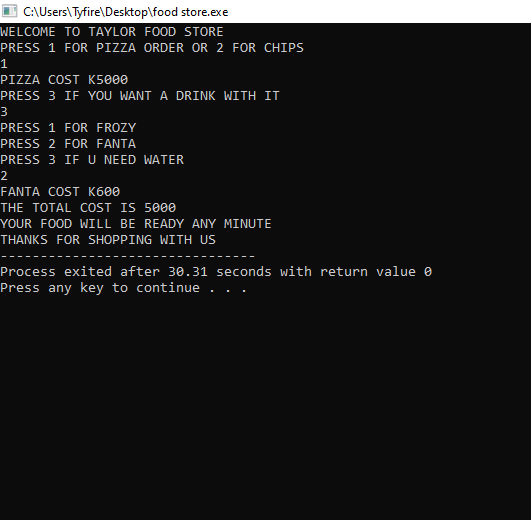 C:\Users\Tyfire\Desktop\food store.exe
WELCOME TO TAYLOR FOOD STORE
PRESS 1 FOR PIZZA ORDER OR 2 FOR CHIPS
1
PIZZA COST K5000
PRESS 3 IF YOU WANT A DRINK WITH IT
3
PRESS 1 FOR FROZY
PRESS 2 FOR FANTA
PRESS 3 IF U NEED WATER
2
FANTA COST K600
THE TOTAL COST IS 5000
YOUR FOOD WILL BE READY ANY MINUTE
THANKS FOR SHOPPING WITH US
--------------------------------
Process exited after 30.31 seconds with return value 0
Press any key to continue . . .